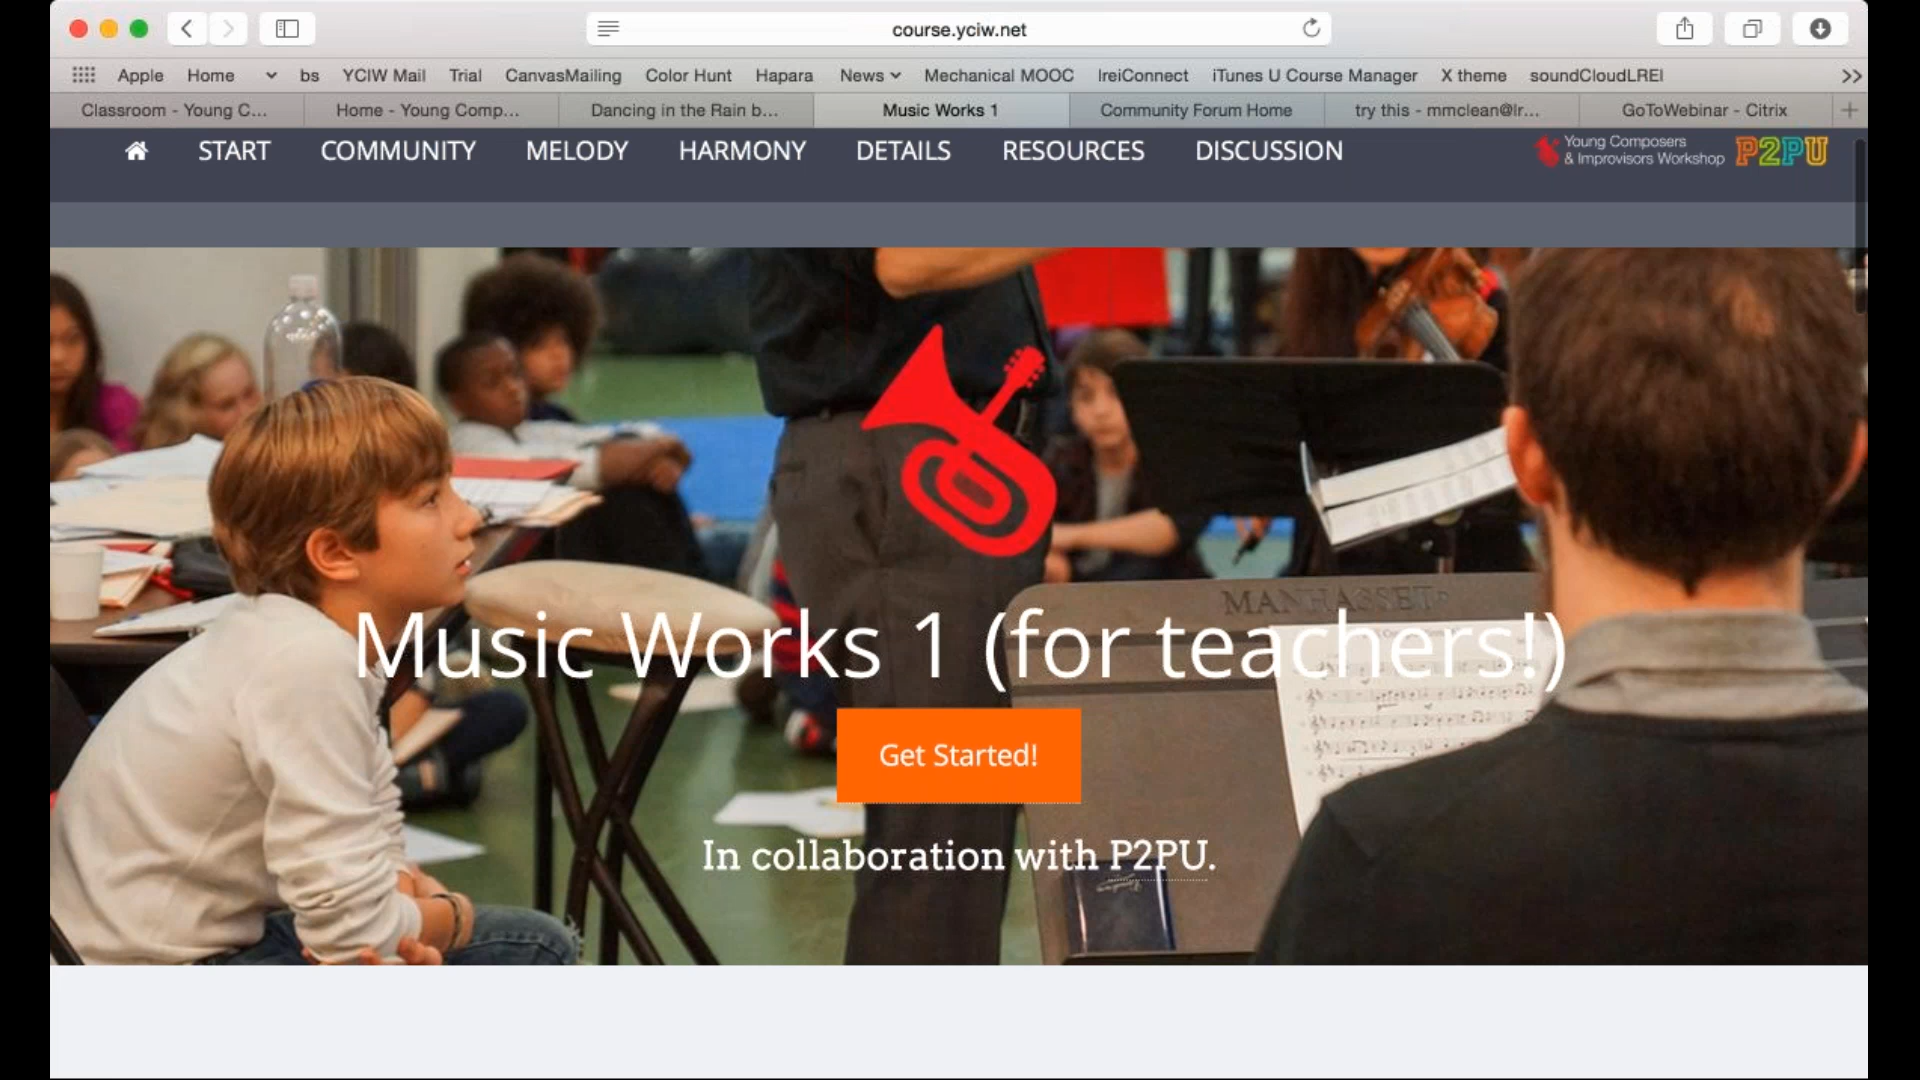 course.yciw.net
Apple Home bs YCIW Mail Trial CanvasMailing Color Hunt Hapara News Mechanical MOOC IreiConnect iTunes U Course Manager X theme soundCloudLREI >>
Classroom - Young C... Home - Young Comp... Dancing in the Rain b... Music Works 1 Community Forum Home try this - mmclean@lr... GoToWebinar - Citrix +
START COMMUNITY MELODY HARMONY DETAILS RESOURCES DISCUSSION
Young Composers
& Improvisors Workshop
P2PU
MANHASSET
Music Works 1 (for teachers!)
Get Started!
In collaboration with P2PU.